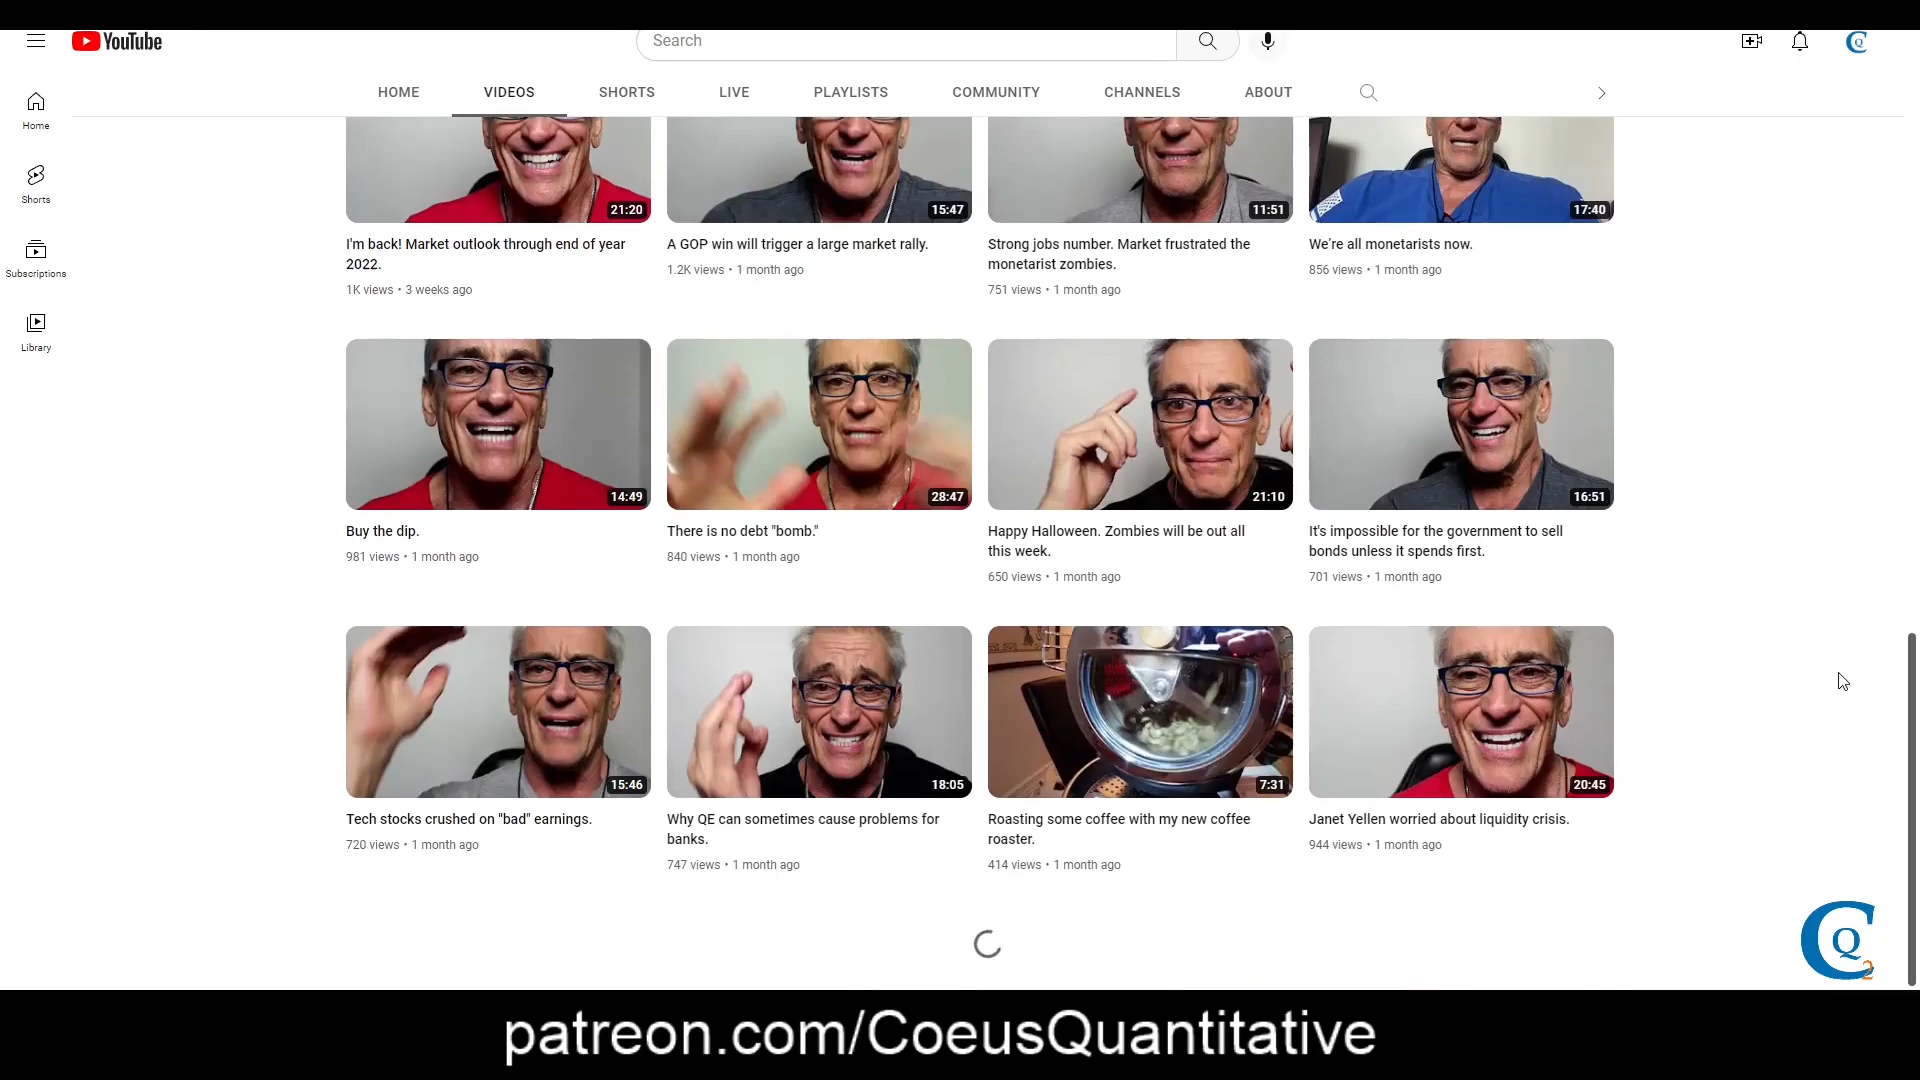 YouTube
Search
Q
HOME
VIDEOS
SHORTS
LIVE
PLAYLISTS
COMMUNITY
CHANNELS
ABOUT
Home
Shorts
Subscriptions
Library
21:20
15:47
11:51
17:40
I'm back! Market outlook through end of year
2022.
1K views • 3 weeks ago
A GOP win will trigger a large market rally.
1.2K views • 1 month ago
Strong jobs number. Market frustrated the
monetarist zombies.
751 views • 1 month ago
We're all monetarists now.
856 views • 1 month ago
14:49
28:47
21:10
16:51
Buy the dip.
981 views • 1 month ago
There is no debt "bomb."
840 views • 1 month ago
Happy Halloween. Zombies will be out all
this week.
650 views • 1 month ago
It's impossible for the government to sell
bonds unless it spends first.
701 views • 1 month ago
15:46
18:05
7:31
20:45
Tech stocks crushed on "bad" earnings.
720 views • 1 month ago
Why QE can sometimes cause problems for
banks.
747 views • 1 month ago
Roasting some coffee with my new coffee
roaster.
414 views • 1 month ago
Janet Yellen worried about liquidity crisis.
944 views • 1 month ago
CQ2
patreon.com/CoeusQuantitative